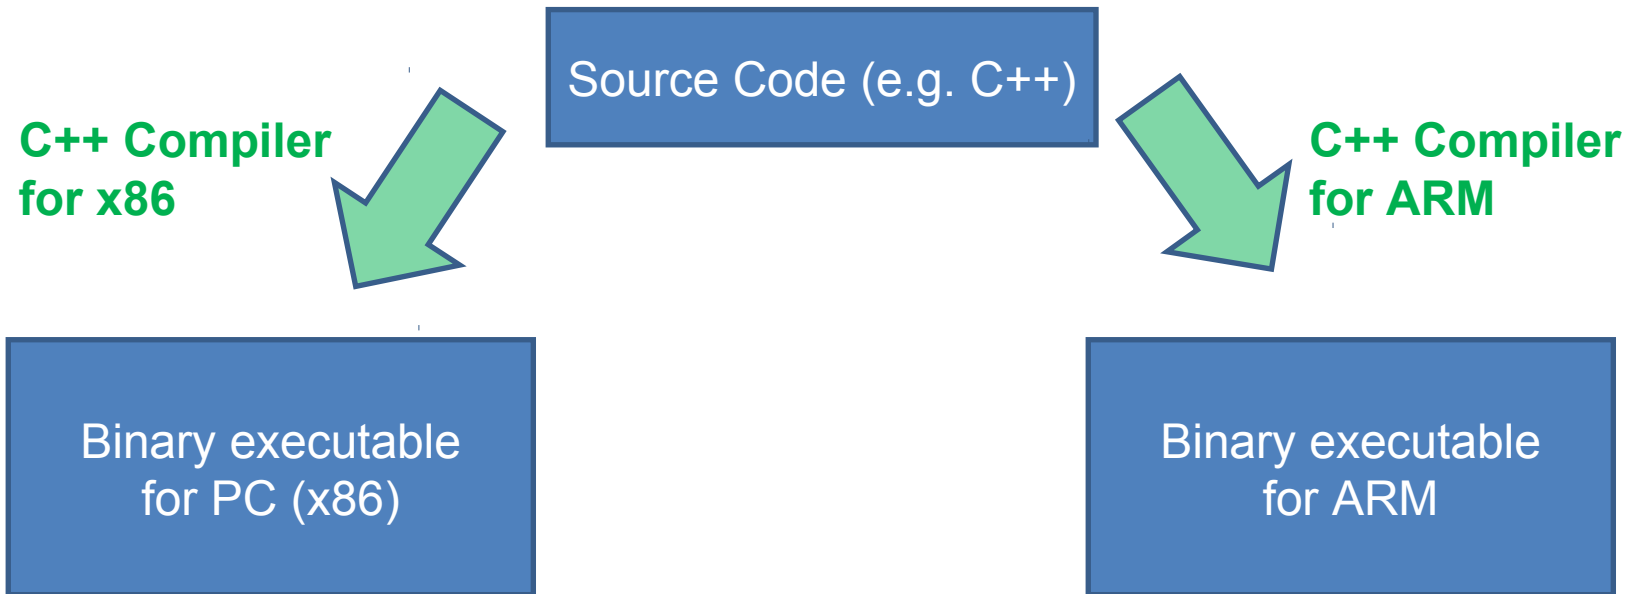 Source Code (e.g. C++)
C++ Compiler
for x86
C++ Compiler
for ARM
Binary executable
for PC (x86)
Binary executable
for ARM